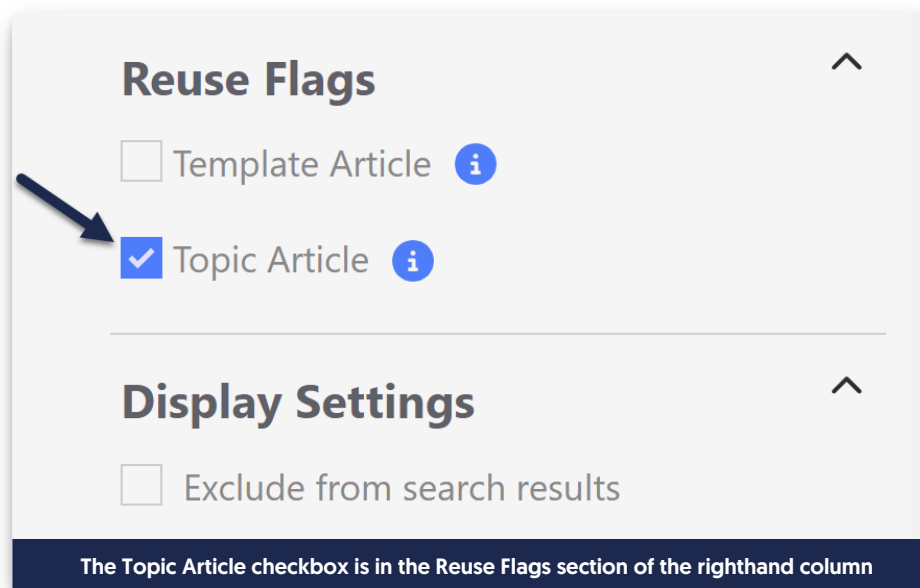 Reuse Flags
Template Article
Topic Article
Display Settings
Exclude from search results
The Topic Article checkbox is in the Reuse Flags section of the righthand column